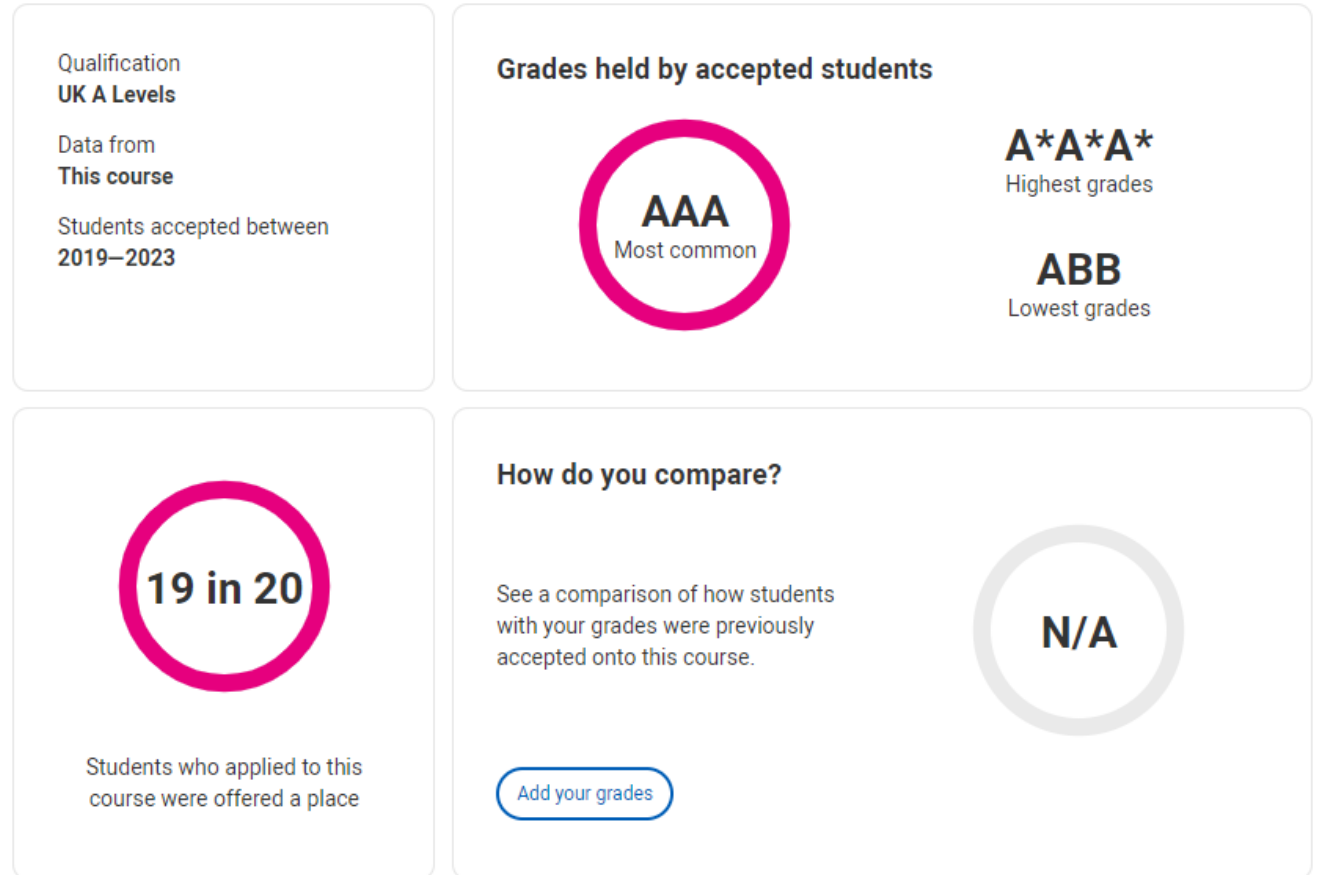 Qualification
UK A Levels
Data from
This course
Students accepted between
2019–2023
Grades held by accepted students
AAA
Most common
A*A*A*
Highest grades
ABB
Lowest grades
19 in 20
Students who applied to this
course were offered a place
How do you compare?
See a comparison of how students
with your grades were previously
accepted onto this course.
N/A
Add your grades